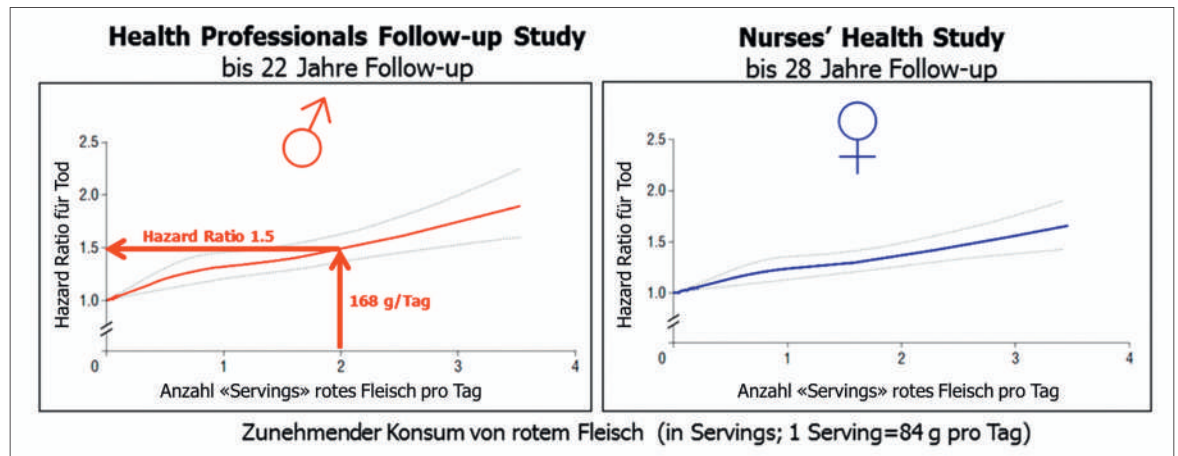 Health Professionals Follow-up Study
bis 22 Jahre Follow-up
Hazard Ratio für Tod
2.5
2.0
1.5
1.0
Hazard Ratio 1.5
168 g/Tag
0
1
2
3
4
Anzahl «Servings» rotes Fleisch pro Tag
Nurses’ Health Study
bis 28 Jahre Follow-up
Hazard Ratio für Tod
2.5
2.0
1.5
1.0
0
1
2
3
4
Anzahl «Servings» rotes Fleisch pro Tag
Zunehmender Konsum von rotem Fleisch (in Servings; 1 Serving=84 g pro Tag)